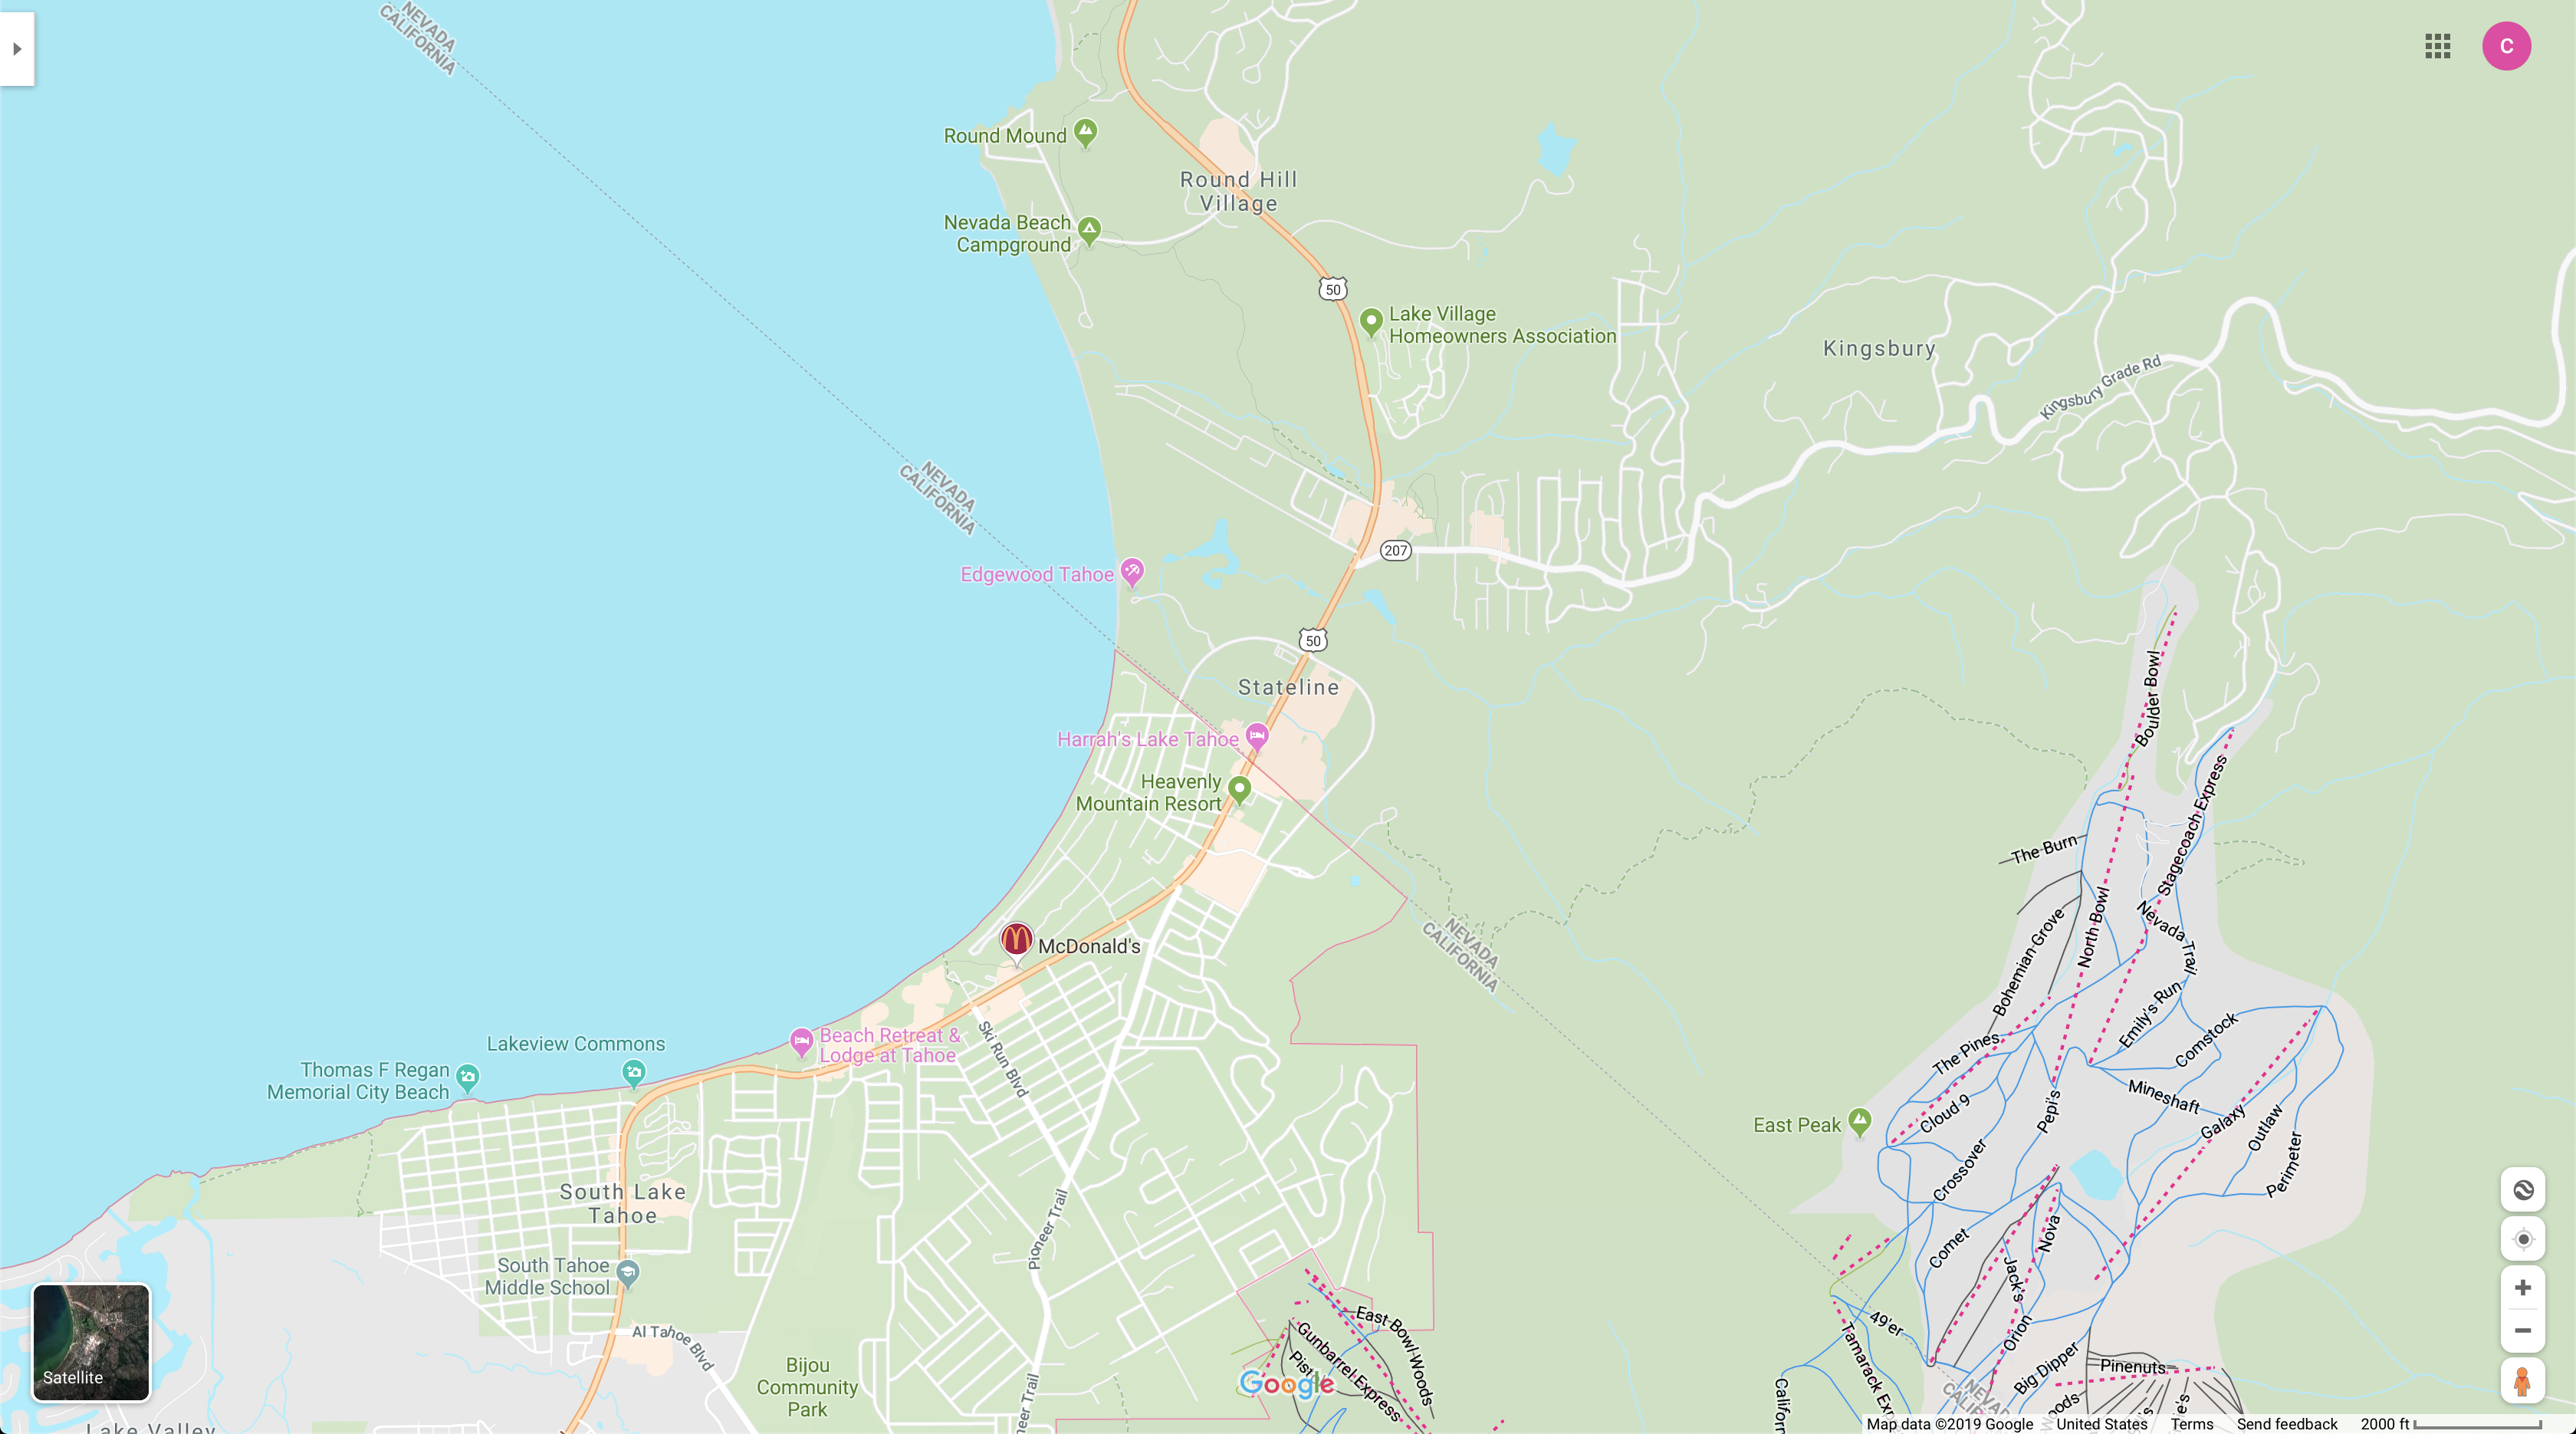 NEVADA
CALIFORNIA
C
Round Mound
Round Hill
Village
Nevada Beach
Campground
50
Lake Village
Homeowners Association
Kingsbury
Kingsbury Grade Rd
NEVADA
CALIFORNIA
207
Edgewood Tahoe
50
Stateline
Boulder Bowl
Harrah's Lake Tahoe
Heavenly
Mountain Resort
Stagecoach Express
The Burn
North Bowl
Bohemian Grove
Nevada Trail
McDonald's
NEVADA
CALIFORNIA
Emily's Run
Comstock
The Pines
Ski Run Blvd
Beach Retreat &
Lodge at Tahoe
Lakeview Commons
Thomas F Regan
Memorial City Beach
Mineshaft
Cloud 9
Pepi's
Galaxy
Outlaw
East Peak
Crossover
Perimeter
South Lake
Tahoe
Pioneer Trail
Comet
Nova
Jack's
South Tahoe
Middle School
49'er
Orion
East Bowl Woods
Gunbarrel Express
Al Tahoe Blvd
Big Dipper
Pinenuts
Satellite
Bijou
Community
Park
Google
Lake Valley
Map data ©2019 Google United States Terms Send feedback 2000 ft